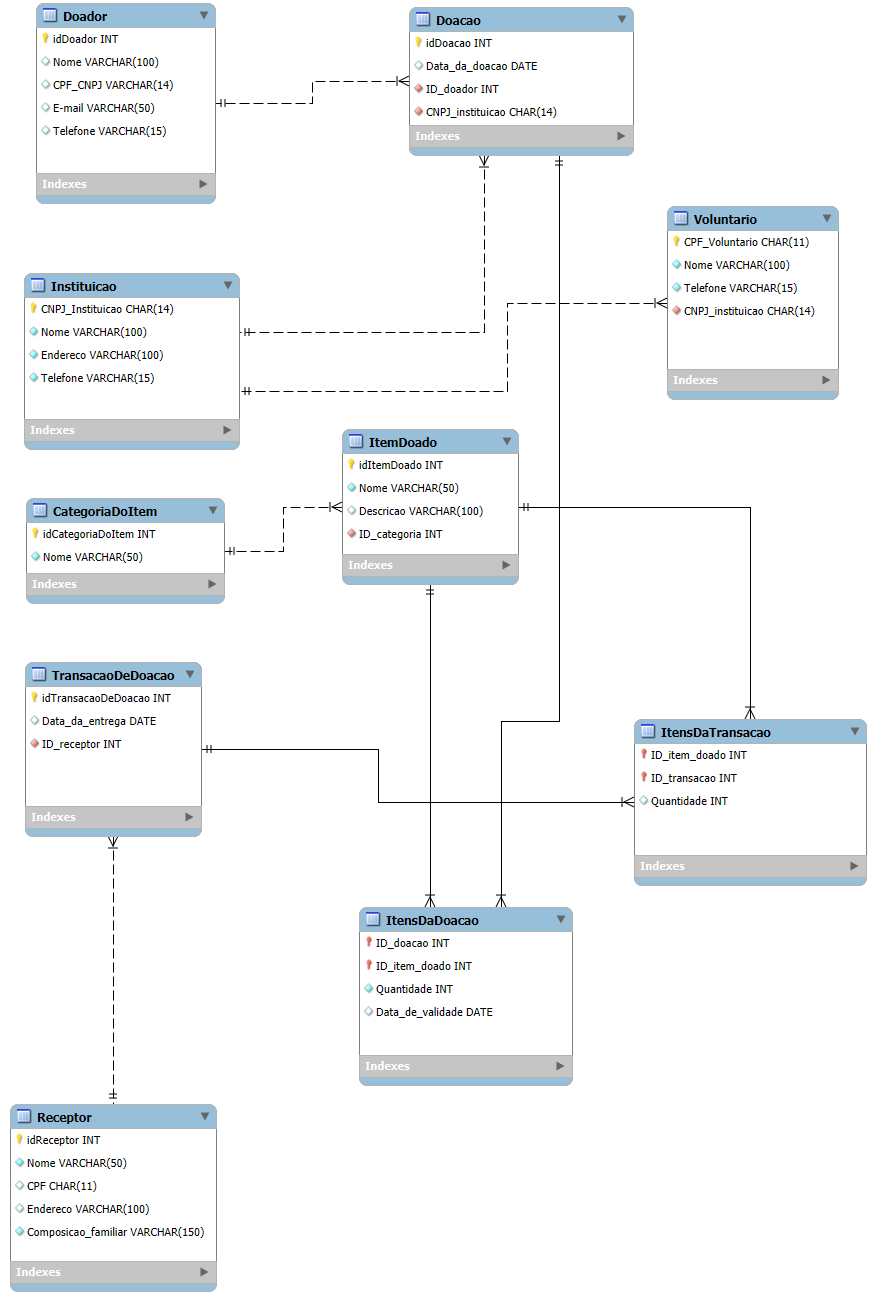 Doador
idDoador INT
Nome VARCHAR(100)
CPF_CNPJ VARCHAR(14)
E-mail VARCHAR(50)
Telefone VARCHAR(15)
Indexes
Doacao
idDoacao INT
Data_da_doacao DATE
ID_doador INT
CNPJ_instituicao CHAR(14)
Indexes
Voluntario
CPF_Voluntario CHAR(11)
Nome VARCHAR(100)
Telefone VARCHAR(15)
CNPJ_instituicao CHAR(14)
Indexes
Instituicao
CNPJ_Instituicao CHAR(14)
Nome VARCHAR(100)
Endereco VARCHAR(100)
Telefone VARCHAR(15)
Indexes
ItemDoado
idItemDoado INT
Nome VARCHAR(50)
Descricao VARCHAR(100)
ID_categoria INT
Indexes
CategoriaDoItem
idCategoriaDoItem INT
Nome VARCHAR(50)
Indexes
TransacaoDeDoacao
idTransacaoDeDoacao INT
Data_da_entrega DATE
ID_receptor INT
Indexes
ItensDaTransacao
ID_item_doado INT
ID_transacao INT
Quantidade INT
Indexes
ItensDaDoacao
ID_doacao INT
ID_item_doado INT
Quantidade INT
Data_de_validade DATE
Indexes
Receptor
idReceptor INT
Nome VARCHAR(50)
CPF CHAR(11)
Endereco VARCHAR(100)
Composicao_familiar VARCHAR(150)
Indexes